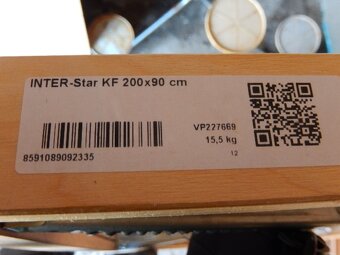 INTER-Star KF 200x90 cm
VP227669
15,5 kg
12
8591089092335